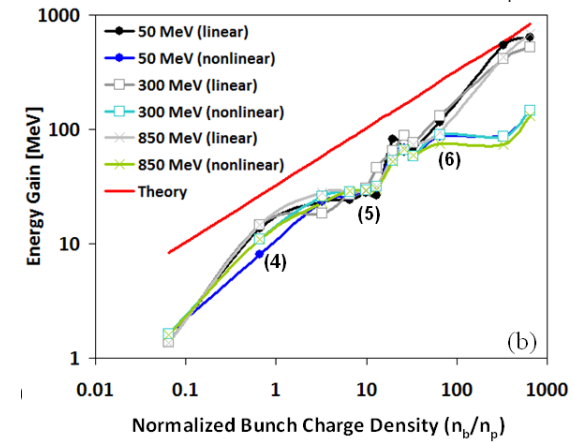 (b)
1000
100
10
1
Energy Gain [MeV]
50 MeV (linear)
50 MeV (nonlinear)
300 MeV (linear)
300 MeV (nonlinear)
850 MeV (linear)
850 MeV (nonlinear)
Theory
(4)
(5)
(6)
(b)
0.01 0.1 1 10 100 1000
Normalized Bunch Charge Density (n_b/n_p)